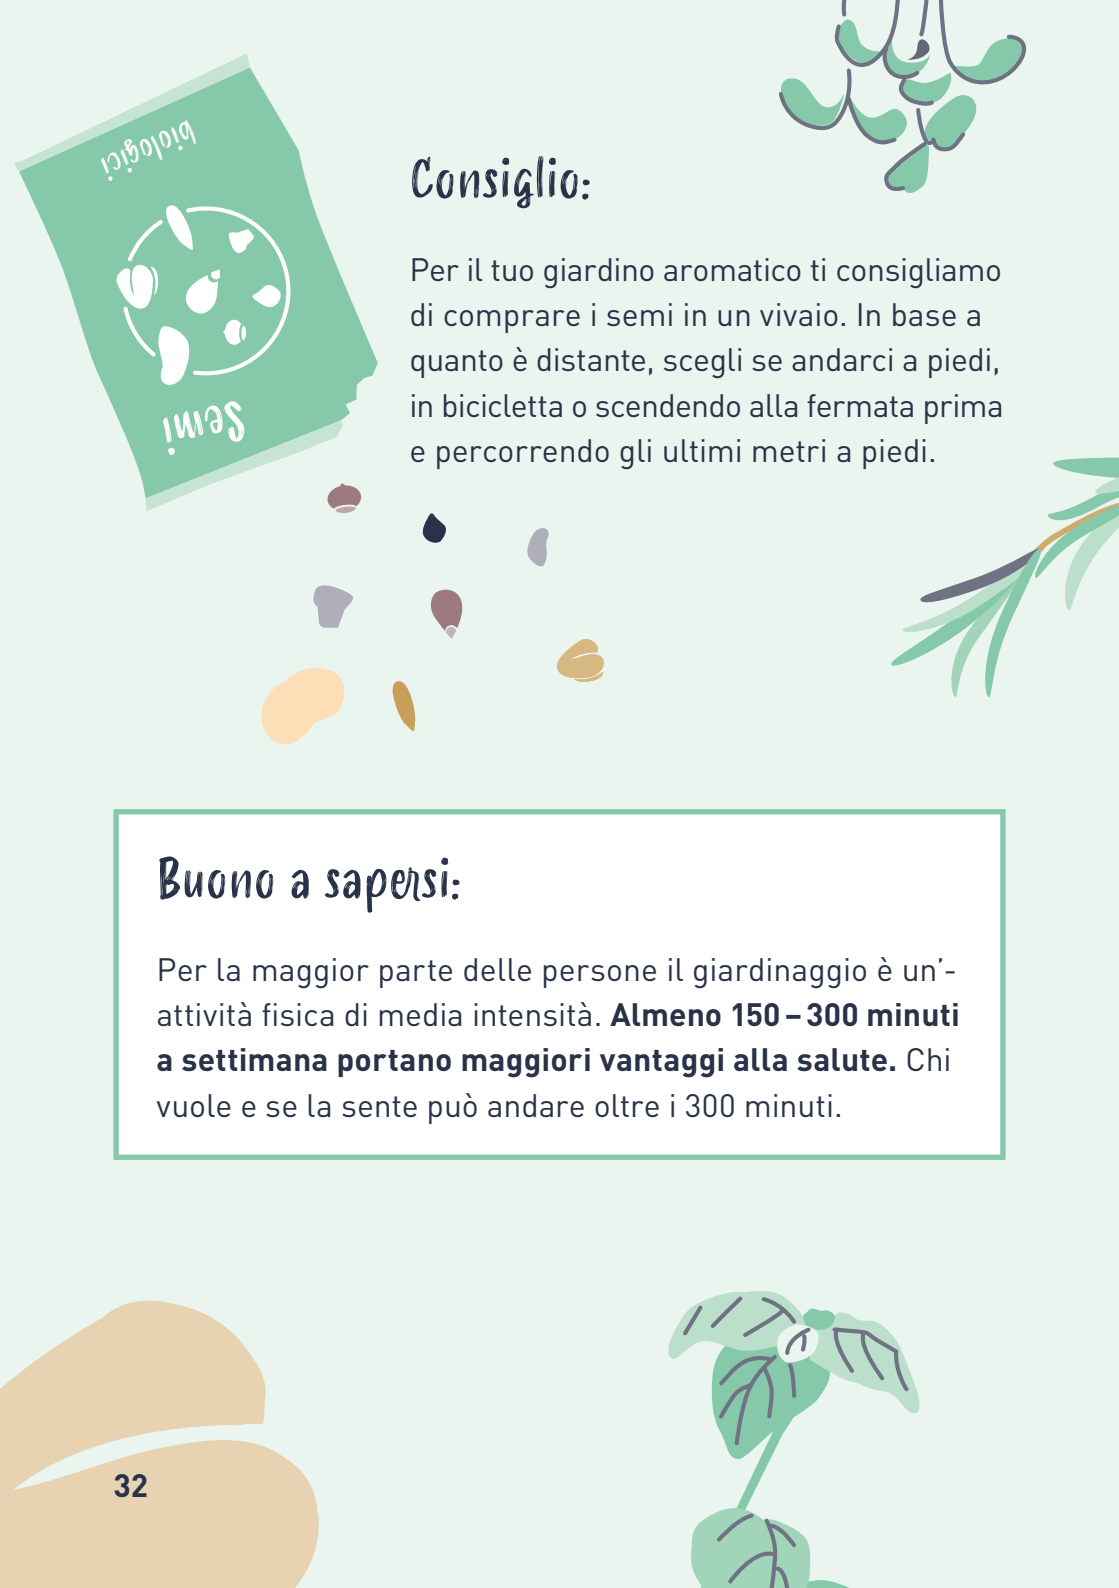 biologici
Semi
Consiglio:
Per il tuo giardino aromatico ti consigliamo
di comprare i semi in un vivaio. In base a
quanto è distante, scegli se andarci a piedi,
in bicicletta o scendendo alla fermata prima
e percorrendo gli ultimi metri a piedi.
Buono a sapersi:
Per la maggior parte delle persone il giardinaggio è un’-
attività fisica di media intensità. Almeno 150 – 300 minuti
a settimana portano maggiori vantaggi alla salute. Chi
vuole e se la sente può andare oltre i 300 minuti.
32